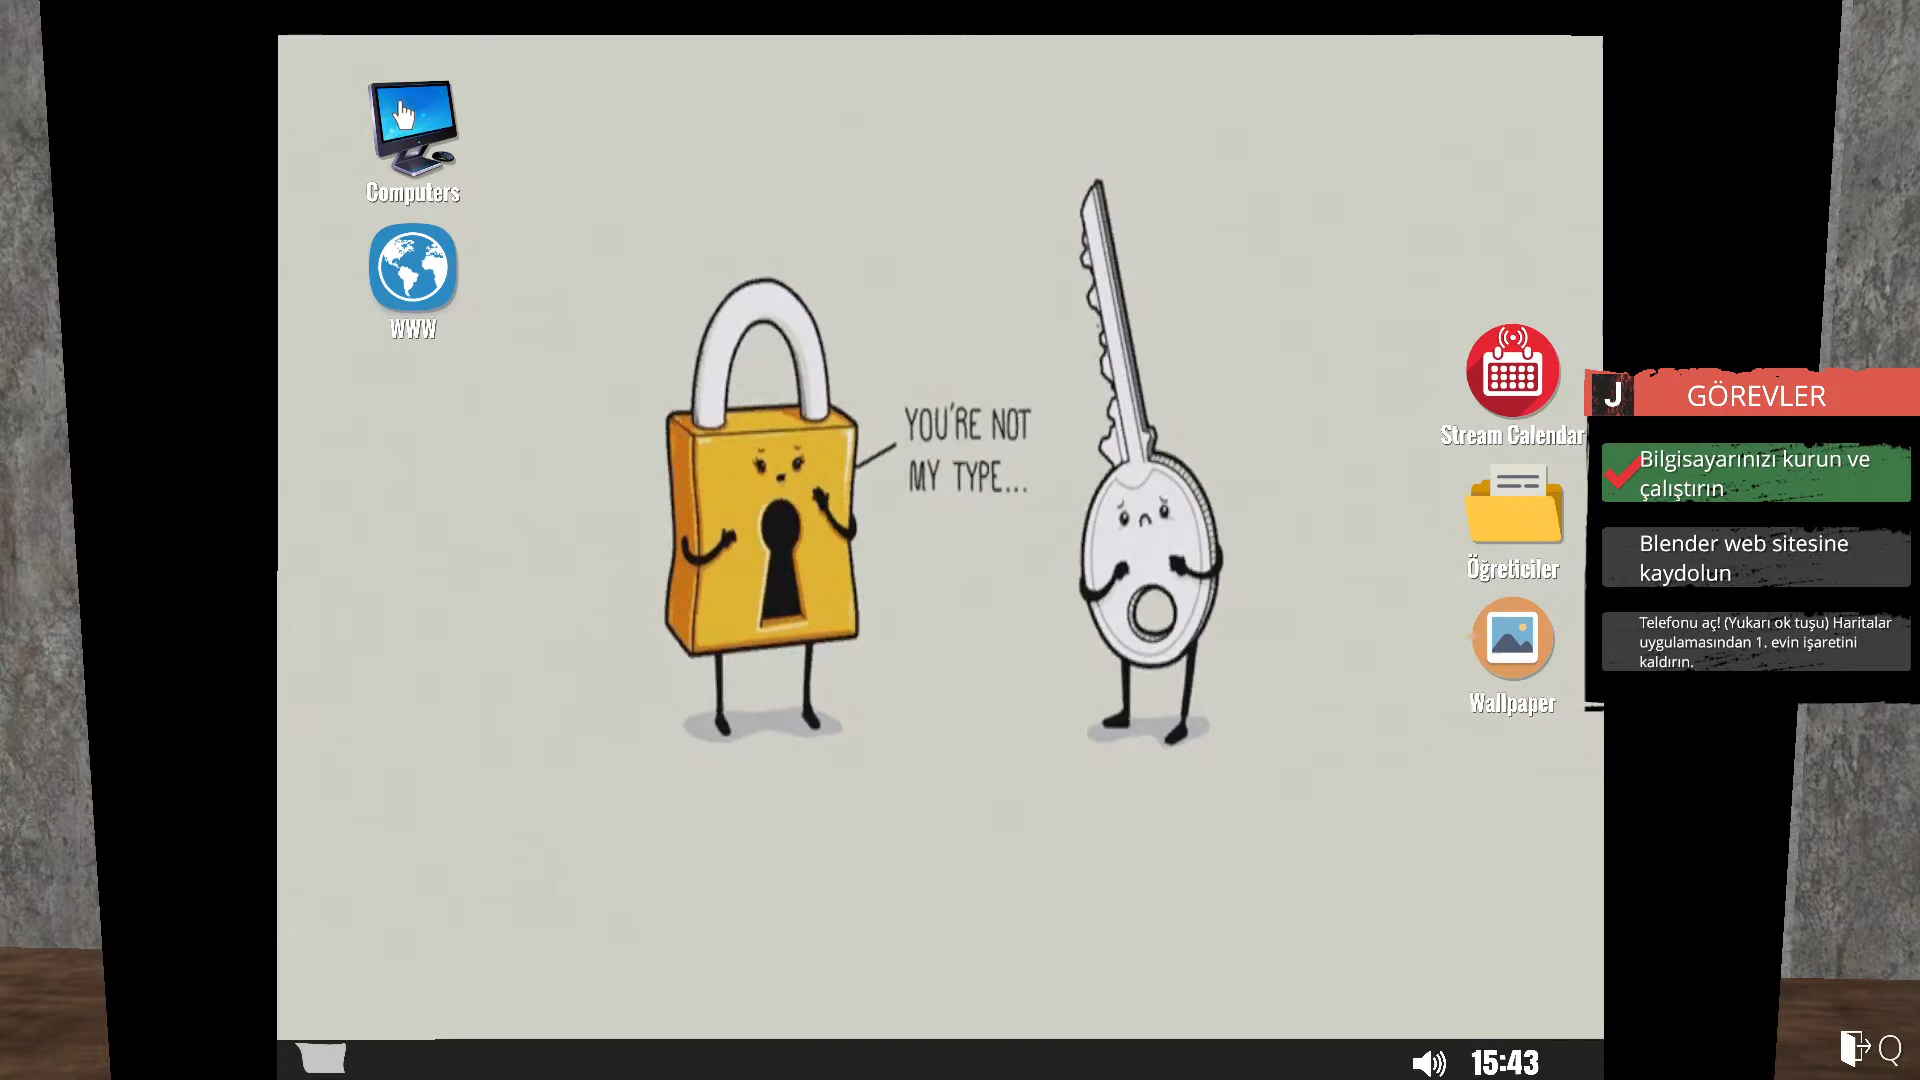 Computers
WWW
YOU'RE NOT
MY TYPE...
Stream Calendar
Öğreticiler
Wallpaper
J GÖREVLER
Bilgisayarınızı kurun ve
çalıştırın
Blender web sitesine
kaydolun
Telefonu aç! (Yukarı ok tuşu) Haritalar
uygulamasından 1. evin işaretini
kaldırın.
15:43
Q